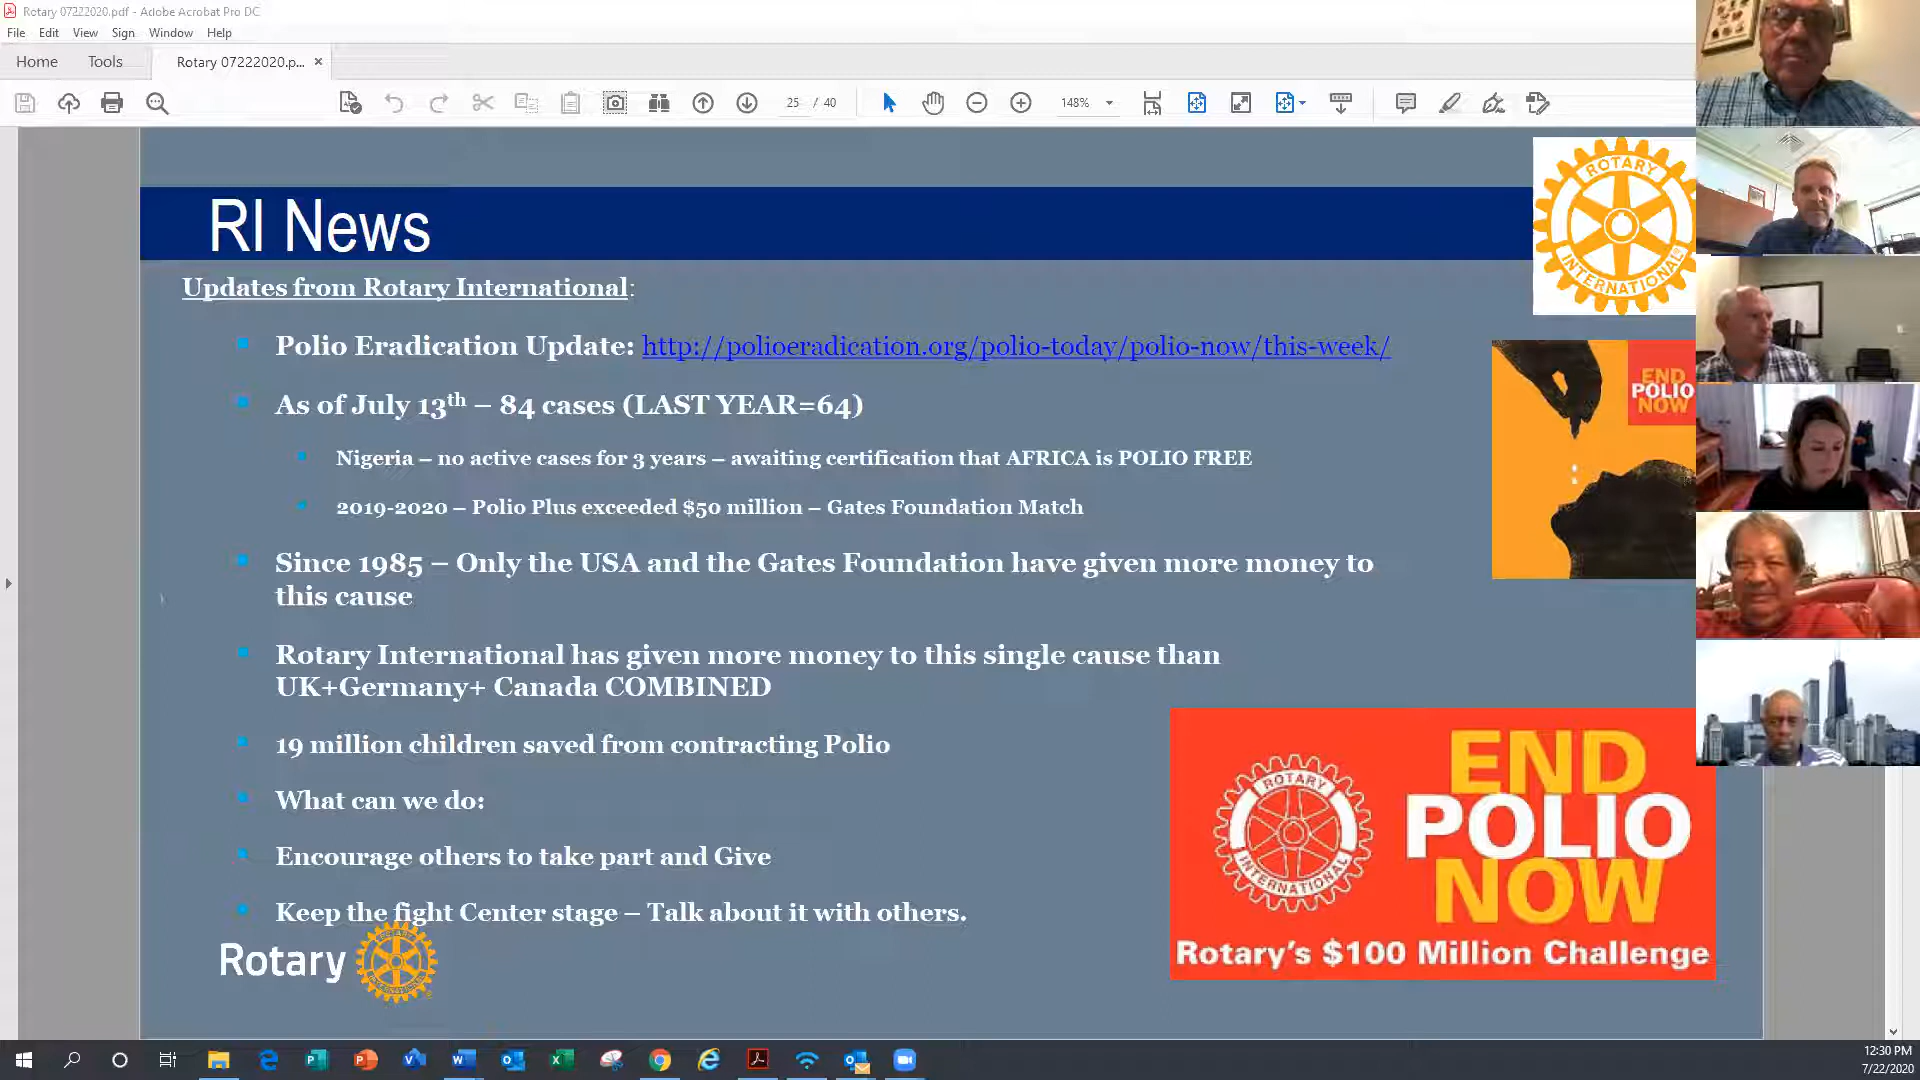 Rotary 07222020.pdf - Adobe Acrobat Pro DC
File Edit View Sign Window Help
Home Tools Rotary 07222020.p... ×
25 / 40 148%
RI News
ROTARY INTERNATIONAL
Updates from Rotary International:
Polio Eradication Update: http://polioeradication.org/polio-today/polio-now/this-week/
END
POLIO
NOW
As of July 13th – 84 cases (LAST YEAR=64)
Nigeria – no active cases for 3 years – awaiting certification that AFRICA is POLIO FREE
2019-2020 – Polio Plus exceeded $50 million – Gates Foundation Match
Since 1985 – Only the USA and the Gates Foundation have given more money to
this cause
Rotary International has given more money to this single cause than
UK+Germany+ Canada COMBINED
19 million children saved from contracting Polio
What can we do:
Encourage others to take part and Give
Keep the fight Center stage – Talk about it with others.
Rotary
ROTARY INTERNATIONAL
END
POLIO
NOW
Rotary's $100 Million Challenge
12:30 PM
7/22/2020